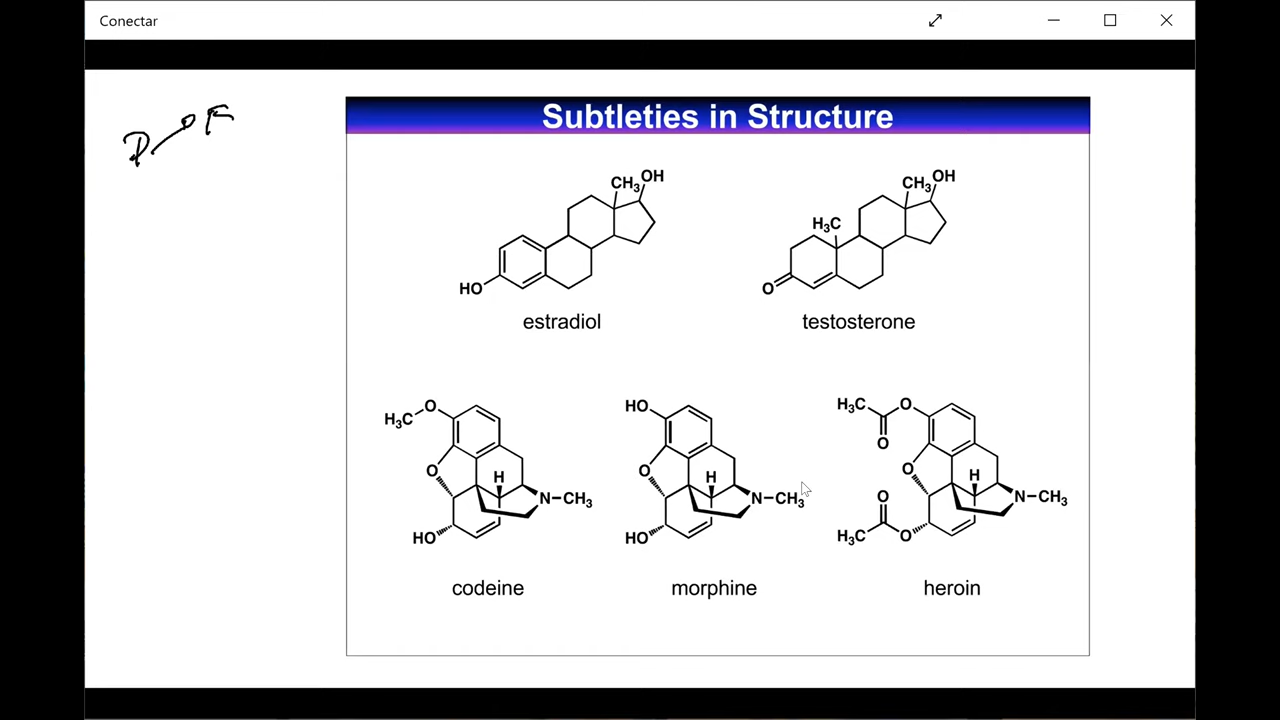 Conectar
Subtleties in Structure
CH3 OH
HO
estradiol
CH3 OH
H3C
O
testosterone
H3C O
O
H
N CH3
HO
codeine
HO
O
H
N CH3
HO
morphine
H3C O
O
O
H
O
N CH3
H3C O
heroin